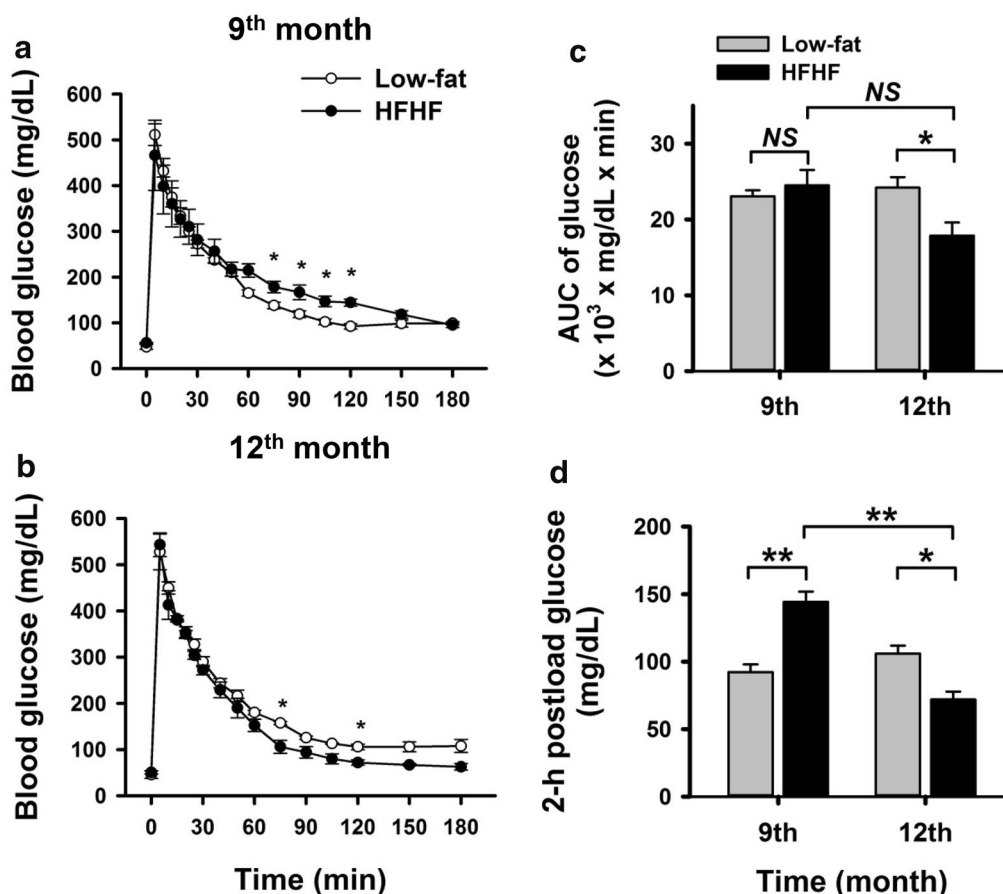 a
9th month
Blood glucose (mg/dL)
Low-fat
HFHF
600
500
400
300
200
100
0
* * * *
0 30 60 90 120 150 180
b
12th month
Blood glucose (mg/dL)
600
500
400
300
200
100
0
* *
0 30 60 90 120 150 180
Time (min)
c
Low-fat
HFHF
AUC of glucose
(x 10³ x mg/dL x min)
30
20
10
0
NS
NS
*
9th 12th
d
2-h postload glucose
(mg/dL)
200
150
100
50
0
**
**
*
9th 12th
Time (month)